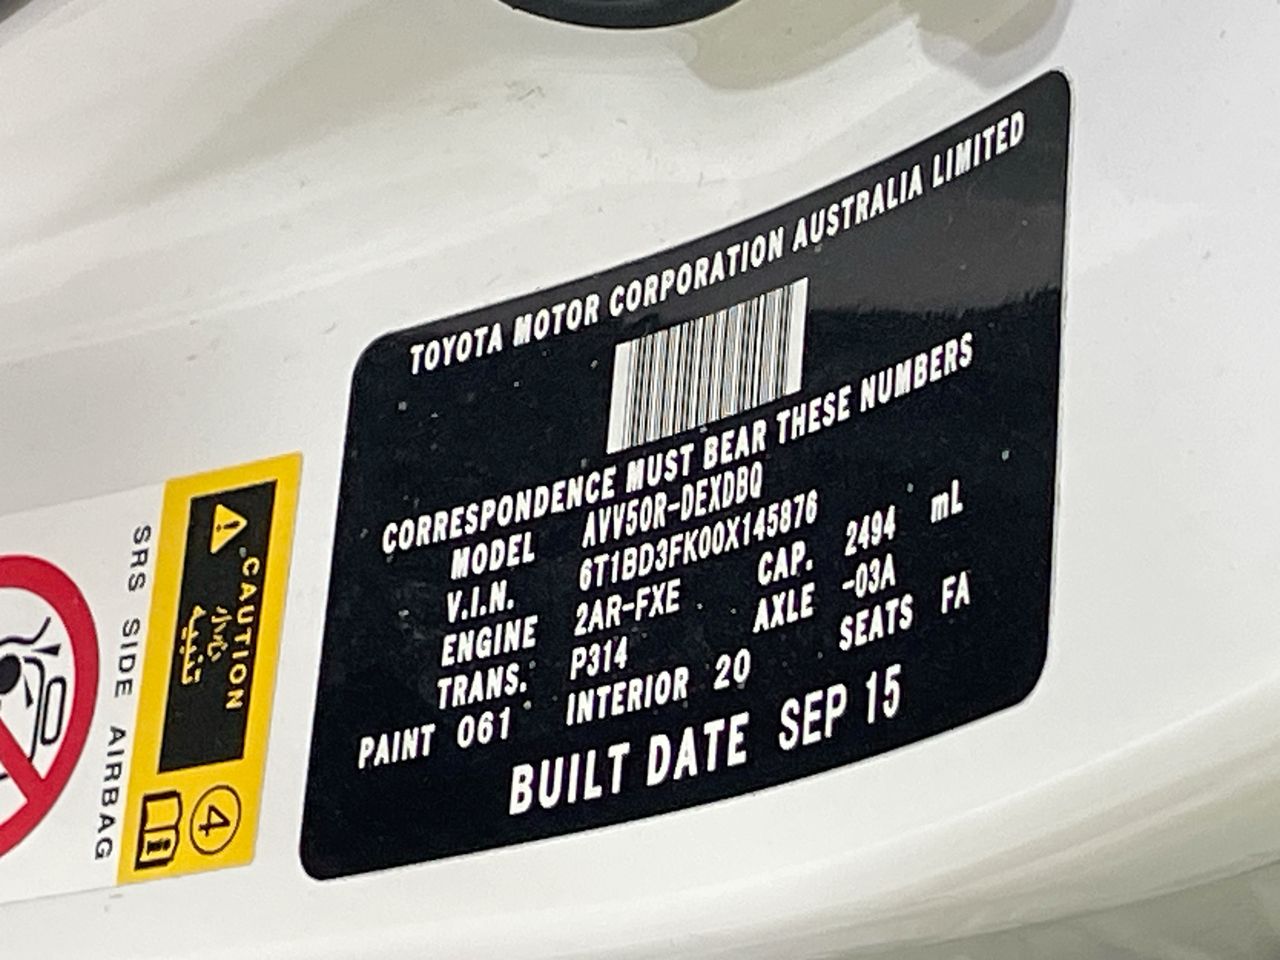 TOYOTA MOTOR CORPORATION AUSTRALIA LIMITED
CORRESPONDENCE MUST BEAR THESE NUMBERS
MODEL AVV50R-DEXDBQ
V.I.N. 6T1BD3FK00X145876
ENGINE 2AR-FXE CAP. 2494 mL
TRANS. P314 AXLE -03A
PAINT 061 INTERIOR 20 SEATS FA
BUILT DATE SEP 15
CAUTION
4
SRS SIDE AIRBAG